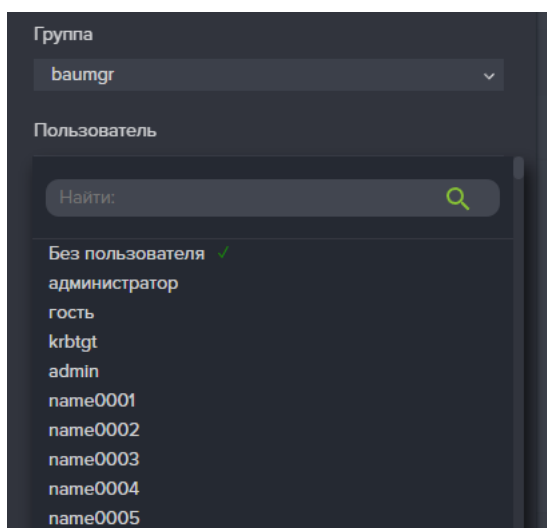 Группа
baumgr
Пользователь
Найти:
Без пользователя ✓
администратор
гость
krbtgt
admin
name0001
name0002
name0003
name0004
name0005